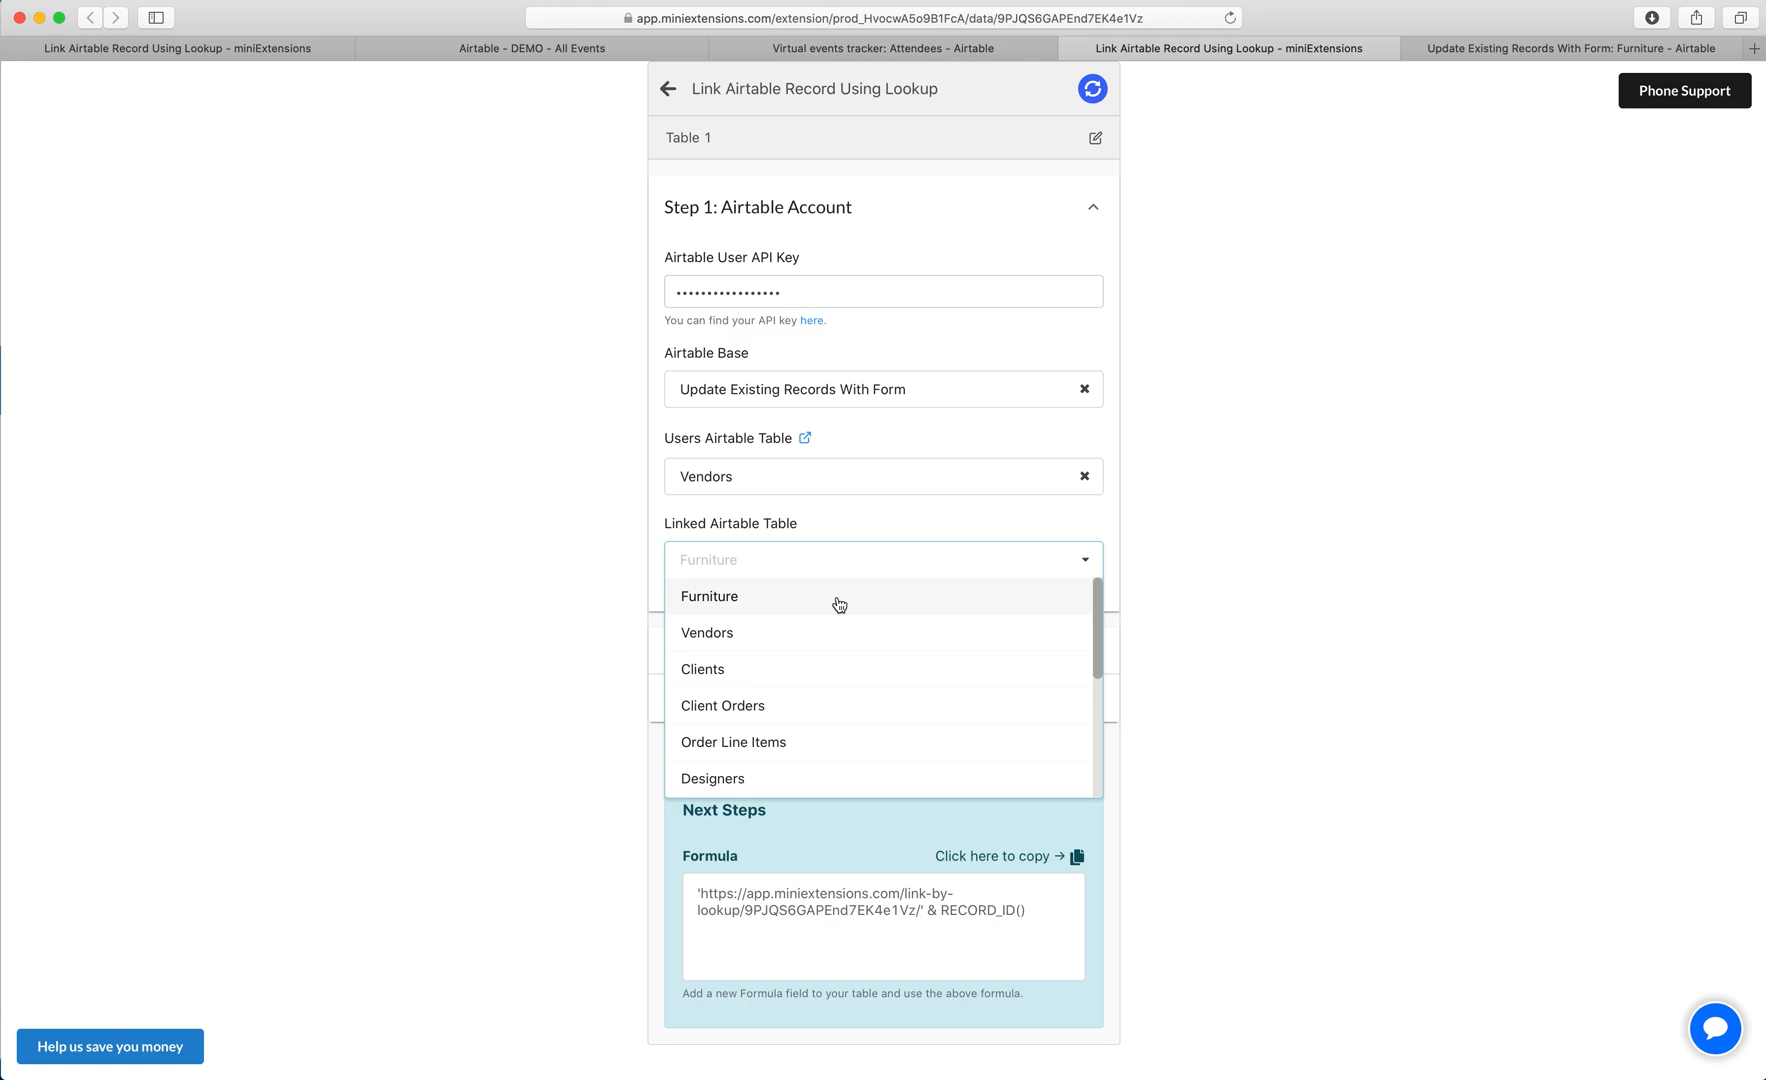 app.miniextensions.com/extension/prod_HvocwA5o9B1FcA/data/9PJQS6GAPEnd7EK4e1Vz
Link Airtable Record Using Lookup - miniExtensions
Airtable - DEMO - All Events
Virtual events tracker: Attendees - Airtable
Link Airtable Record Using Lookup - miniExtensions
Update Existing Records With Form: Furniture - Airtable
Link Airtable Record Using Lookup
Phone Support
Table 1
Step 1: Airtable Account
Airtable User API Key
•••••••••••••••••
You can find your API key here.
Airtable Base
Update Existing Records With Form
Users Airtable Table
Vendors
Linked Airtable Table
Furniture
Furniture
Vendors
Clients
Client Orders
Order Line Items
Designers
Next Steps
Formula
Click here to copy →
'https://app.miniextensions.com/link-by-
lookup/9PJQS6GAPEnd7EK4e1Vz/' & RECORD_ID()
Add a new Formula field to your table and use the above formula.
Help us save you money